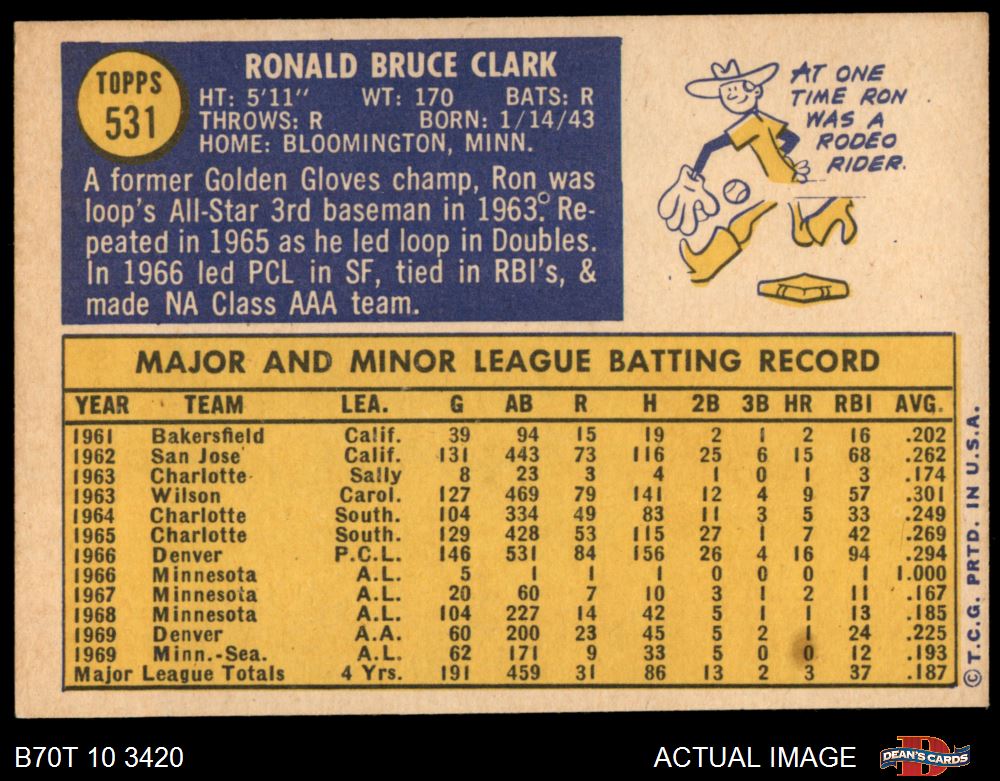 TOPPS
531
RONALD BRUCE CLARK
HT: 5'11" WT: 170 BATS: R
THROWS: R BORN: 1/14/43
HOME: BLOOMINGTON, MINN.
A former Golden Gloves champ, Ron was
loop's All-Star 3rd baseman in 1963. Re-
peated in 1965 as he led loop in Doubles.
In 1966 led PCL in SF, tied in RBI's, &
made NA Class AAA team.
AT ONE
TIME RON
WAS A
RODEO
RIDER.
MAJOR AND MINOR LEAGUE BATTING RECORD
YEAR TEAM LEA. G AB R H 2B 3B HR RBI AVG.
1961 Bakersfield Calif. 39 94 15 19 2 1 2 16 .202
1962 San Jose Calif. 131 443 73 116 25 6 15 68 .262
1963 Charlotte Sally 8 23 3 4 1 0 1 3 .174
1963 Wilson Carol. 127 469 79 141 12 4 9 57 .301
1964 Charlotte South. 104 334 49 83 11 3 5 33 .249
1965 Charlotte South. 129 428 53 115 27 1 7 42 .269
1966 Denver P.C.L. 146 531 84 156 26 4 16 94 .294
1966 Minnesota A.L. 5 1 1 1 0 0 0 1 1.000
1967 Minnesota A.L. 20 60 7 10 3 1 2 11 .167
1968 Minnesota A.L. 104 227 14 42 5 1 1 13 .185
1969 Denver A.A. 60 200 23 45 5 2 1 24 .225
1969 Minn.-Sea. A.L. 62 171 9 33 5 0 0 12 .193
Major League Totals 4 Yrs. 191 459 31 86 13 2 3 37 .187
© T.C.G. PRTD. IN U.S.A.
B70T 10 3420 ACTUAL IMAGE
DEAN'S CARDS